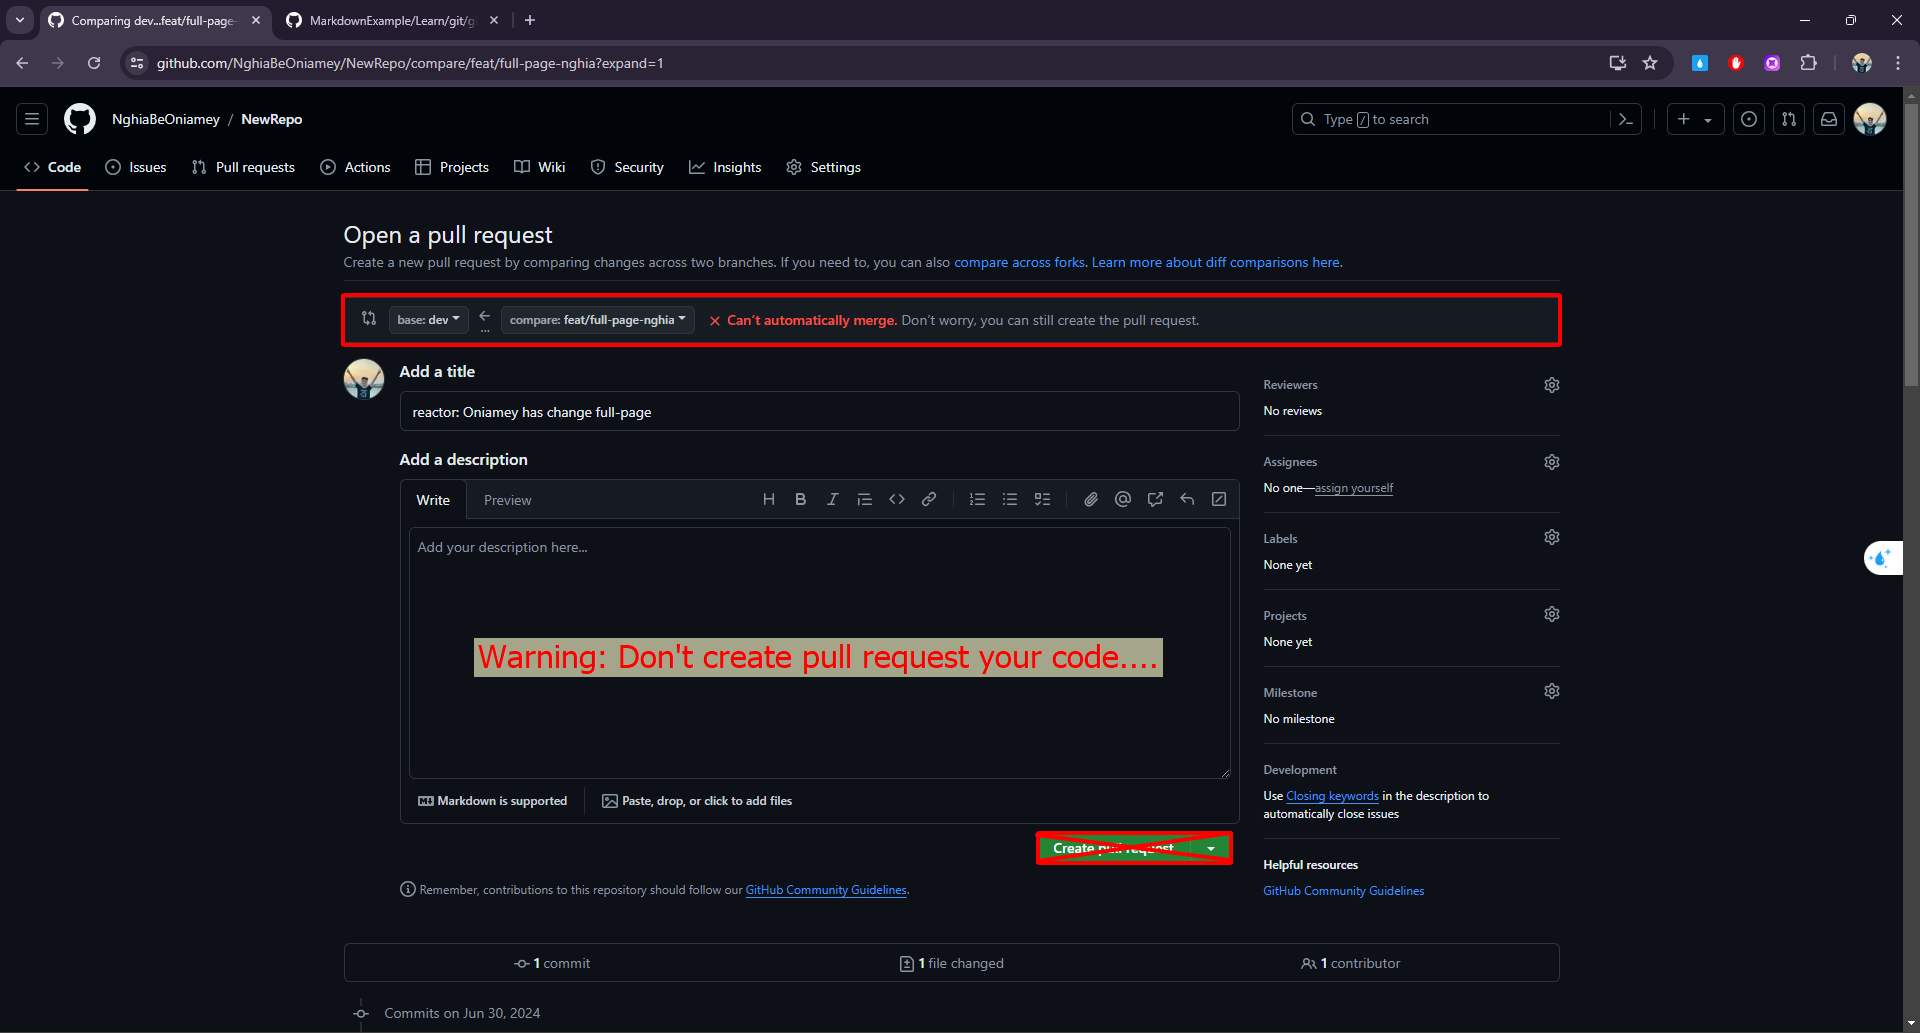 Comparing dev...feat/full-page-
MarkdownExample/Learn/git/gi
github.com/NghiaBeOniamey/NewRepo/compare/feat/full-page-nghia?expand=1
NghiaBeOniamey / NewRepo
Type / to search
Code Issues Pull requests Actions Projects Wiki Security Insights Settings
Open a pull request
Create a new pull request by comparing changes across two branches. If you need to, you can also compare across forks. Learn more about diff comparisons here.
base: dev compare: feat/full-page-nghia Can't automatically merge. Don't worry, you can still create the pull request.
Add a title
reactor: Oniamey has change full-page
Add a description
Write Preview
Add your description here...
Warning: Don't create pull request your code....
Markdown is supported Paste, drop, or click to add files
Create pull request
Remember, contributions to this repository should follow our GitHub Community Guidelines.
Reviewers
No reviews
Assignees
No one—assign yourself
Labels
None yet
Projects
None yet
Milestone
No milestone
Development
Use Closing keywords in the description to
automatically close issues
Helpful resources
GitHub Community Guidelines
1 commit 1 file changed 1 contributor
Commits on Jun 30, 2024